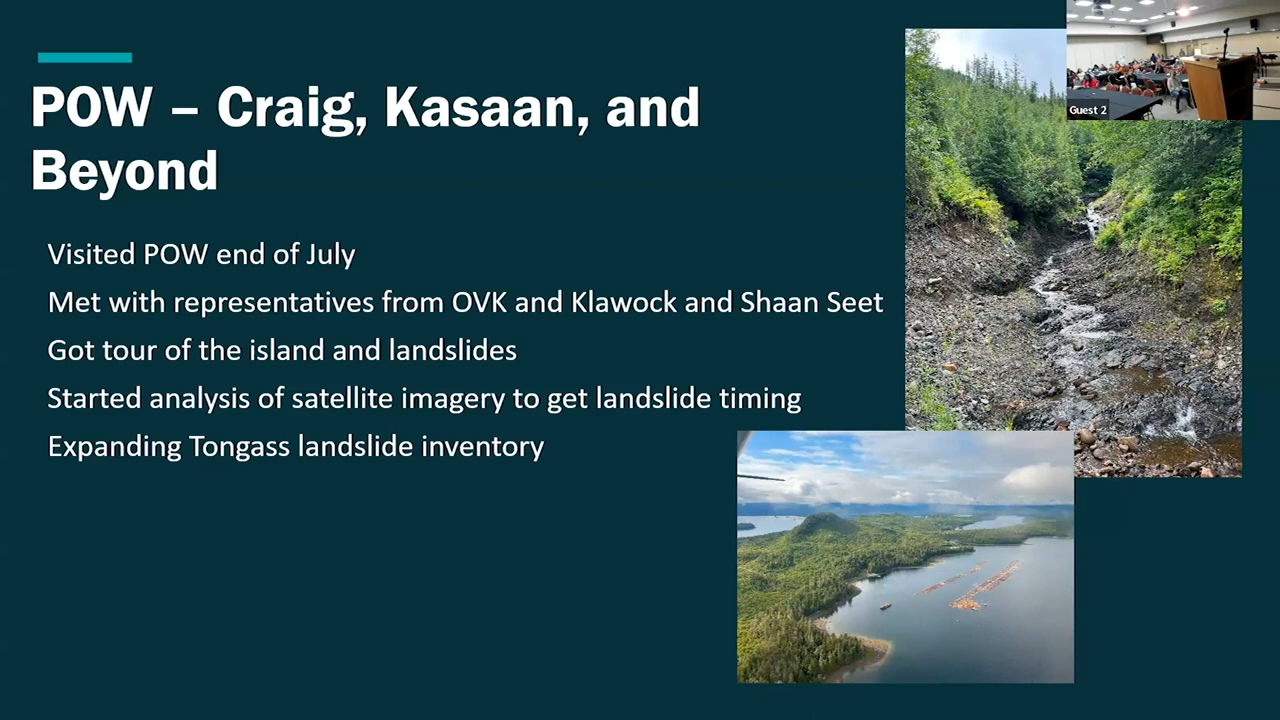 POW – Craig, Kasaan, and
Beyond
Visited POW end of July
Met with representatives from OVK and Klawock and Shaan Seet
Got tour of the island and landslides
Started analysis of satellite imagery to get landslide timing
Expanding Tongass landslide inventory
Guest 2